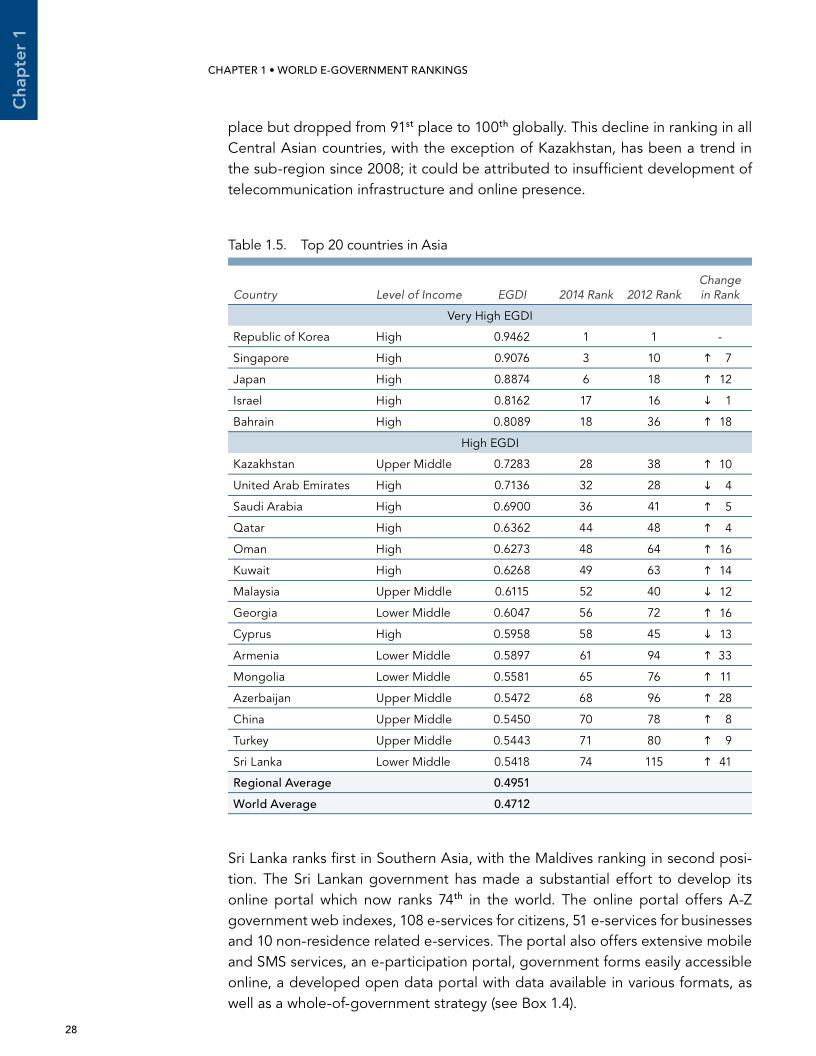 Chapter 1
CHAPTER 1 • WORLD E-GOVERNMENT RANKINGS
place but dropped from 91st place to 100th globally. This decline in ranking in all
Central Asian countries, with the exception of Kazakhstan, has been a trend in
the sub-region since 2008; it could be attributed to insufficient development of
telecommunication infrastructure and online presence.
Table 1.5. Top 20 countries in Asia
Country Level of Income EGDI 2014 Rank 2012 Rank Change in Rank
Very High EGDI
Republic of Korea High 0.9462 1 1 -
Singapore High 0.9076 3 10 ↑ 7
Japan High 0.8874 6 18 ↑ 12
Israel High 0.8162 17 16 ↓ 1
Bahrain High 0.8089 18 36 ↑ 18
High EGDI
Kazakhstan Upper Middle 0.7283 28 38 ↑ 10
United Arab Emirates High 0.7136 32 28 ↓ 4
Saudi Arabia High 0.6900 36 41 ↑ 5
Qatar High 0.6362 44 48 ↑ 4
Oman High 0.6273 48 64 ↑ 16
Kuwait High 0.6268 49 63 ↑ 14
Malaysia Upper Middle 0.6115 52 40 ↓ 12
Georgia Lower Middle 0.6047 56 72 ↑ 16
Cyprus High 0.5958 58 45 ↓ 13
Armenia Lower Middle 0.5897 61 94 ↑ 33
Mongolia Lower Middle 0.5581 65 76 ↑ 11
Azerbaijan Upper Middle 0.5472 68 96 ↑ 28
China Upper Middle 0.5450 70 78 ↑ 8
Turkey Upper Middle 0.5443 71 80 ↑ 9
Sri Lanka Lower Middle 0.5418 74 115 ↑ 41
Regional Average 0.4951
World Average 0.4712
Sri Lanka ranks first in Southern Asia, with the Maldives ranking in second posi-
tion. The Sri Lankan government has made a substantial effort to develop its
online portal which now ranks 74th in the world. The online portal offers A-Z
government web indexes, 108 e-services for citizens, 51 e-services for businesses
and 10 non-residence related e-services. The portal also offers extensive mobile
and SMS services, an e-participation portal, government forms easily accessible
online, a developed open data portal with data available in various formats, as
well as a whole-of-government strategy (see Box 1.4).
28